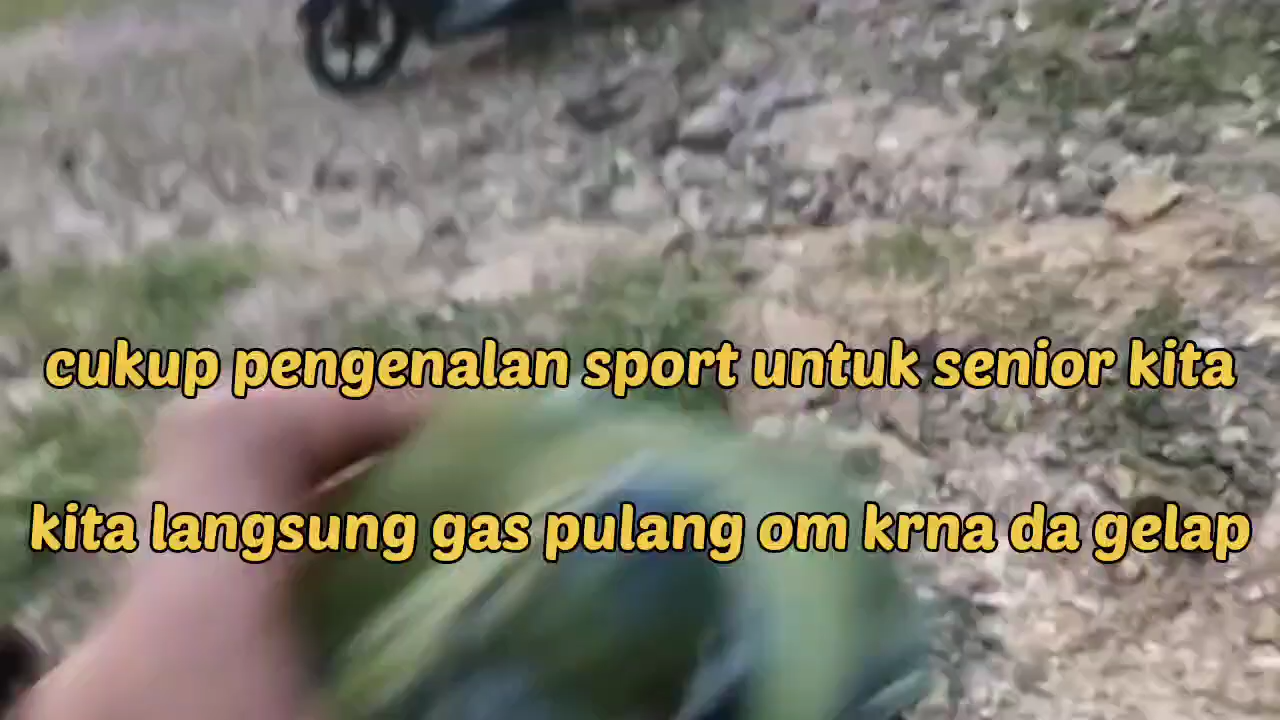 cukup pengenalan sport untuk senior kita
kita langsung gas pulang om krna da gelap